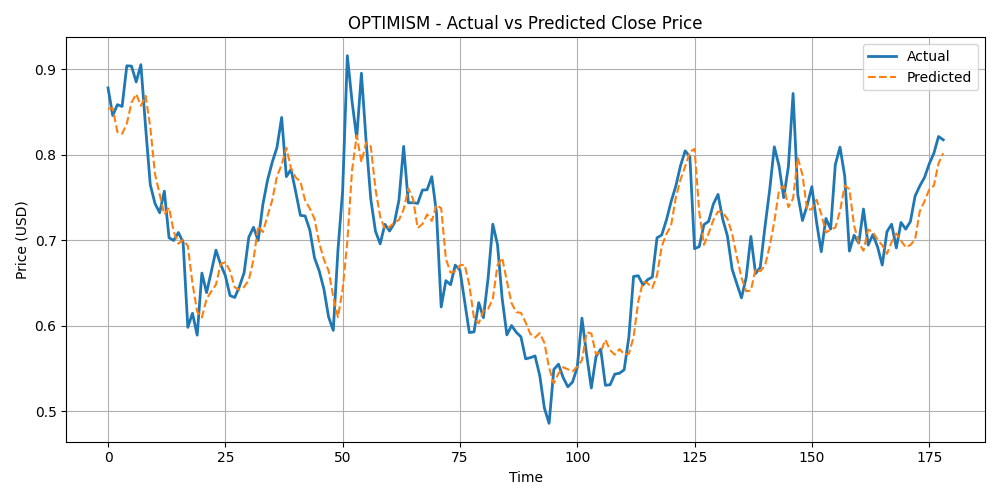 OPTIMISM - Actual vs Predicted Close Price
Actual
Predicted
Price (USD)
0.9
0.8
0.7
0.6
0.5
0 25 50 75 100 125 150 175
Time